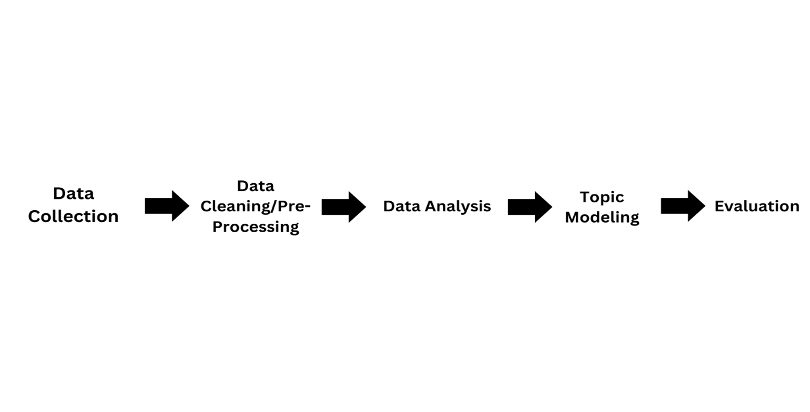 Data
Collection
Data
Cleaning/Pre-
Processing
Data Analysis
Topic
Modeling
Evaluation